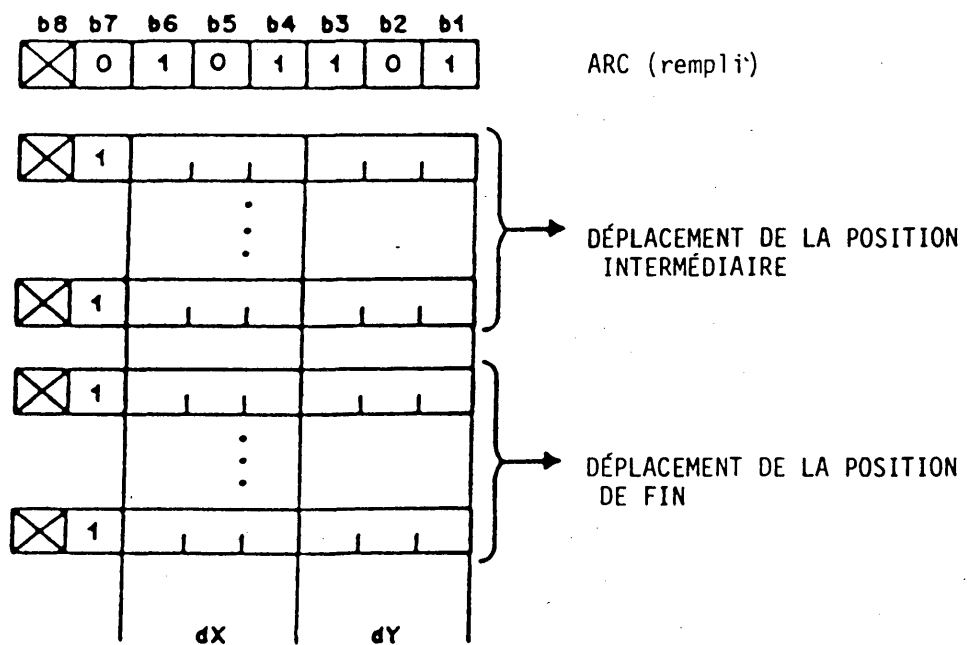 b8 b7 b6 b5 b4 b3 b2 b1
0 1 0 1 1 0 1 ARC (rempli)
1
DÉPLACEMENT DE LA POSITION
INTERMÉDIAIRE
1
1
DÉPLACEMENT DE LA POSITION
DE FIN
1
dX dY